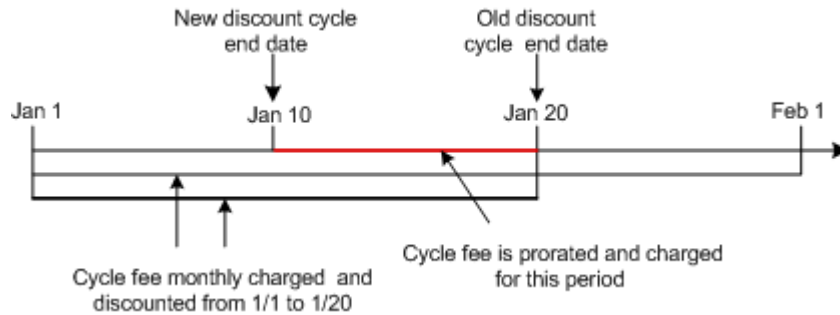 New discount cycle
end date
Old discount
cycle end date
Jan 1
Jan 10
Jan 20
Feb 1
Cycle fee monthly charged and
discounted from 1/1 to 1/20
Cycle fee is prorated and charged
for this period